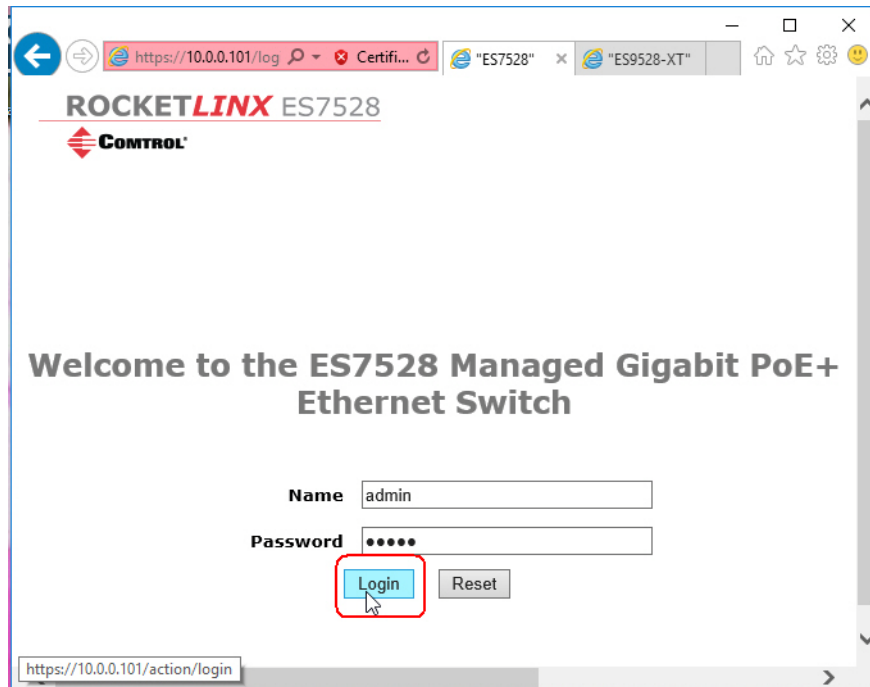 https://10.0.0.101/log
Certifi...
"ES7528"
"ES9528-XT"
ROCKETLINX ES7528
COMTROL
Welcome to the ES7528 Managed Gigabit PoE+
Ethernet Switch
Name admin
Password •••••
Login Reset
https://10.0.0.101/action/login